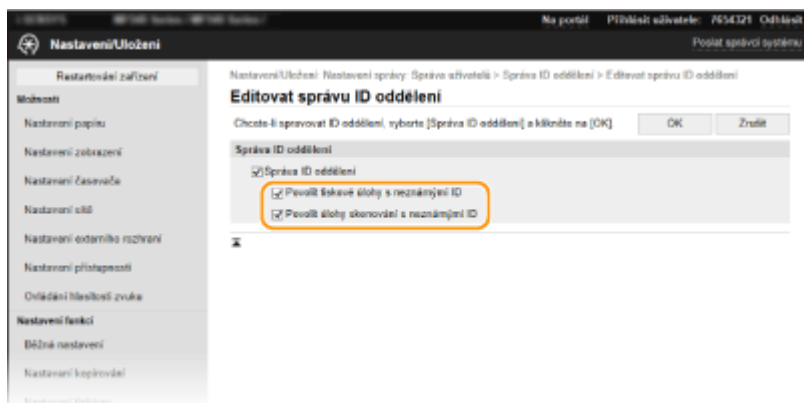 Na portál Přihlásit uživatele: 7654321 Odhlásit
Nastavení/Uložení
Poslat správci systému
Restartování zařízení
Možnosti
Nastavení papíru
Nastavení zobrazení
Nastavení časovače
Nastavení sítě
Nastavení externího rozhraní
Nastavení přístupnosti
Ovládání hlasitosti zvuku
Nastavení funkcí
Běžná nastavení
Nastavení kopírování
Nastavení/Uložení: Nastavení správy: Správa uživatelů > Správa ID oddělení > Editovat správu ID oddělení
Editovat správu ID oddělení
Chcete-li spravovat ID oddělení, vyberte [Správa ID oddělení] a klikněte na [OK].
OK
Zrušit
Správa ID oddělení
Správa ID oddělení
Povolit tiskové úlohy s neznámými ID
Povolit úlohy skenování s neznámými ID